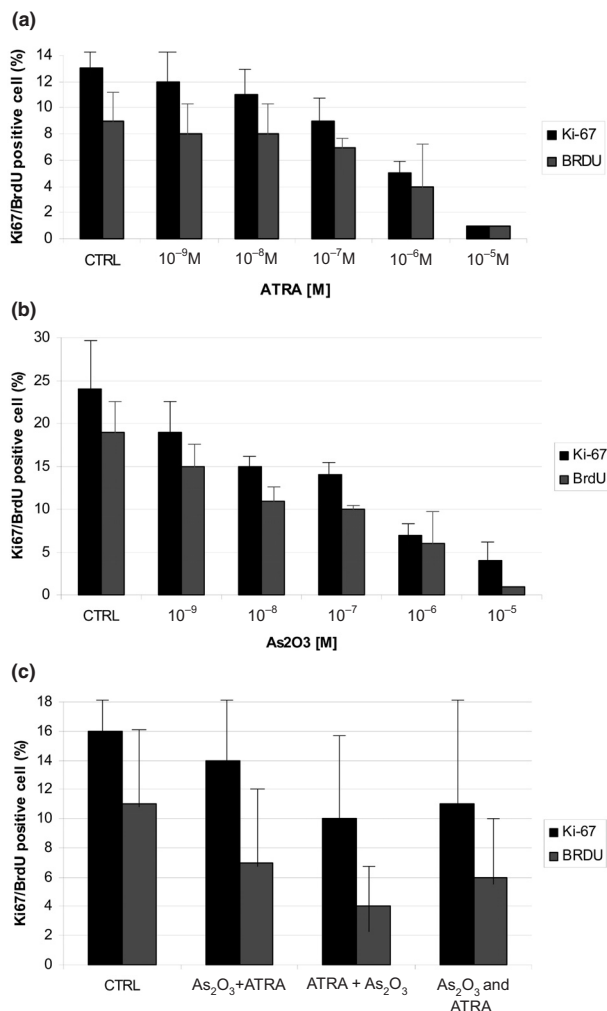 (a)
Ki67/BrdU positive cell (%)
14
12
10
8
6
4
2
0
CTRL 10⁻⁹M 10⁻⁸M 10⁻⁷M 10⁻⁶M 10⁻⁵M
ATRA [M]
Ki-67
BRDU
(b)
Ki67/BrdU positive cell (%)
30
25
20
15
10
5
0
CTRL 10⁻⁹ 10⁻⁸ 10⁻⁷ 10⁻⁶ 10⁻⁵
As2O3 [M]
Ki-67
BrdU
(c)
Ki67/BrdU positive cell (%)
18
16
14
12
10
8
6
4
2
0
CTRL As₂O₃+ATRA ATRA + As₂O₃ As₂O₃ and
ATRA
Ki-67
BRDU